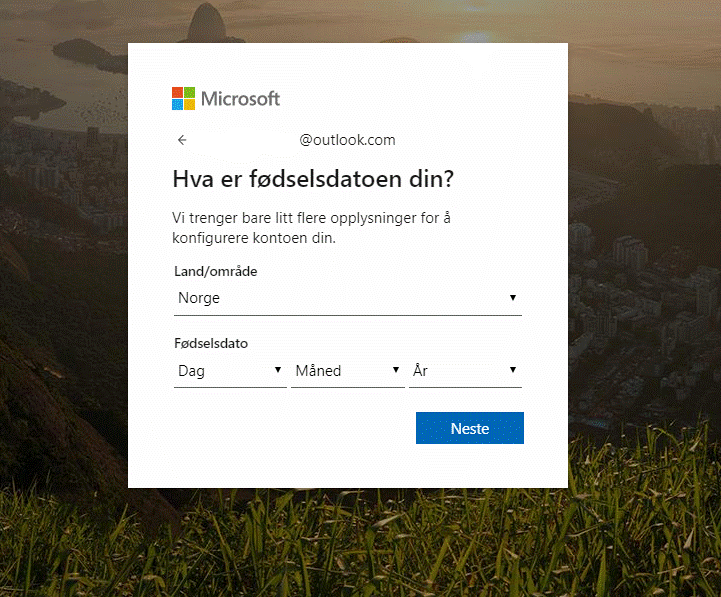 Microsoft
@outlook.com
Hva er fødselsdatoen din?
Vi trenger bare litt flere opplysninger for å
konfigurere kontoen din.
Land/område
Norge
Fødselsdato
Dag Måned År
Neste